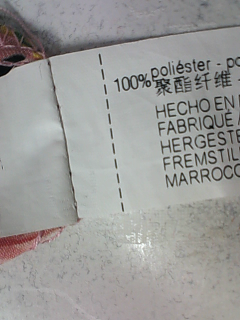 100% poliéster -
聚酯纤维 -
HECHO EN
FABRIQUÉ
HERGESTE
FREMSTIL
MARROCO